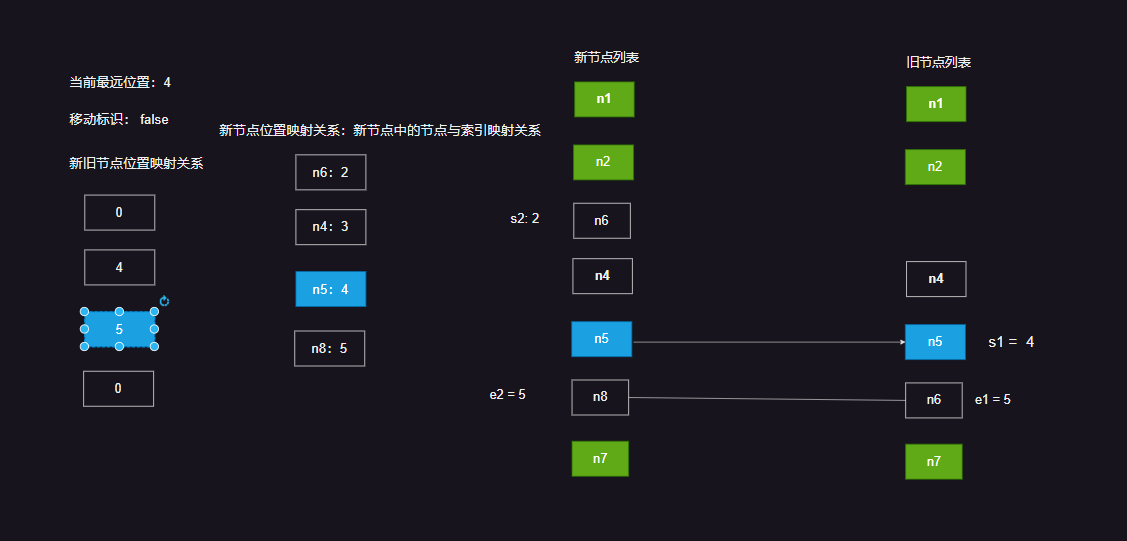 当前最远位置：4
移动标识： false
新旧节点位置映射关系
0
4
5
0
新节点位置映射关系：新节点中的节点与索引映射关系
n6：2
n4：3
n5：4
n8：5
新节点列表
n1
n2
s2: 2
n6
n4
n5
e2 = 5
n8
n7
旧节点列表
n1
n2
n4
n5
s1 = 4
n6
e1 = 5
n7